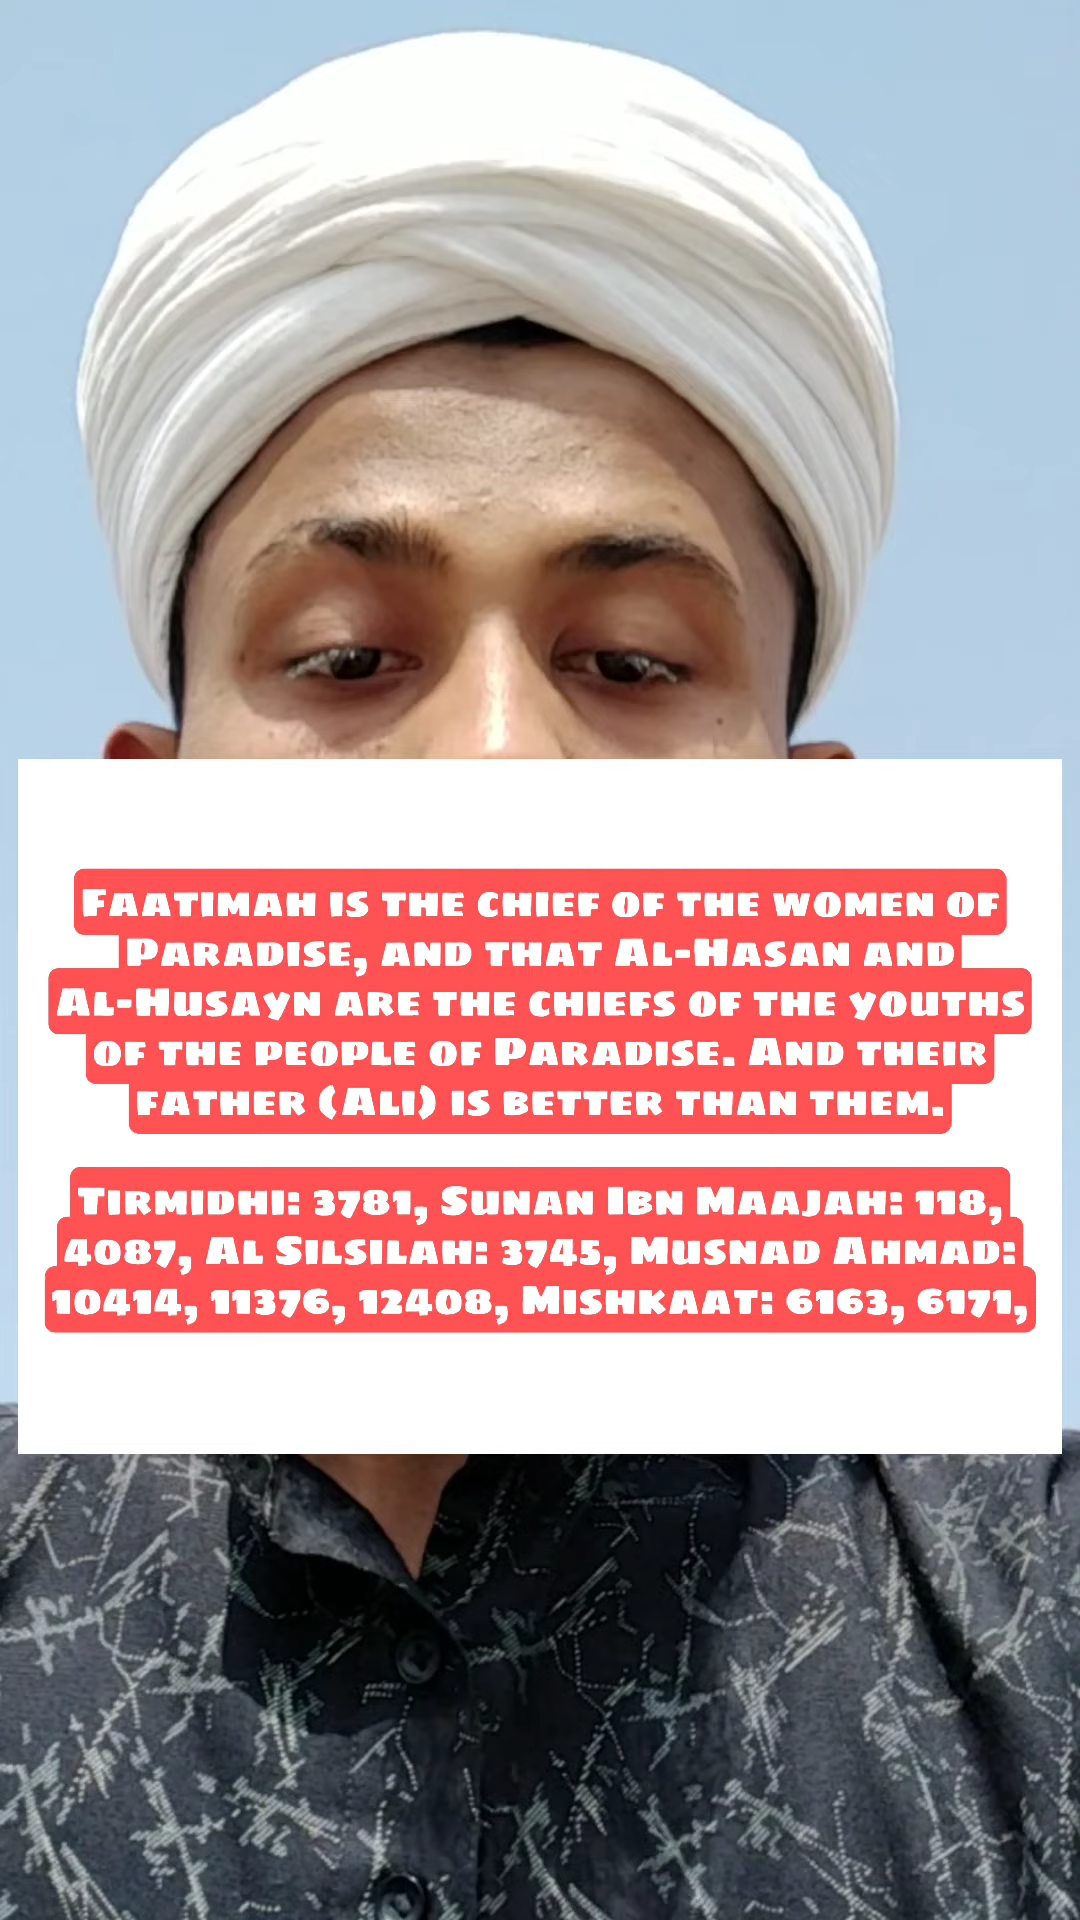 Faatimah is the chief of the women of
Paradise, and that Al-Hasan and
Al-Husayn are the chiefs of the youths
of the people of Paradise. And their
father (Ali) is better than them.
Tirmidhi: 3781, Sunan Ibn Maajah: 118,
4087, Al Silsilah: 3745, Musnad Ahmad:
10414, 11376, 12408, Mishkaat: 6163, 6171,